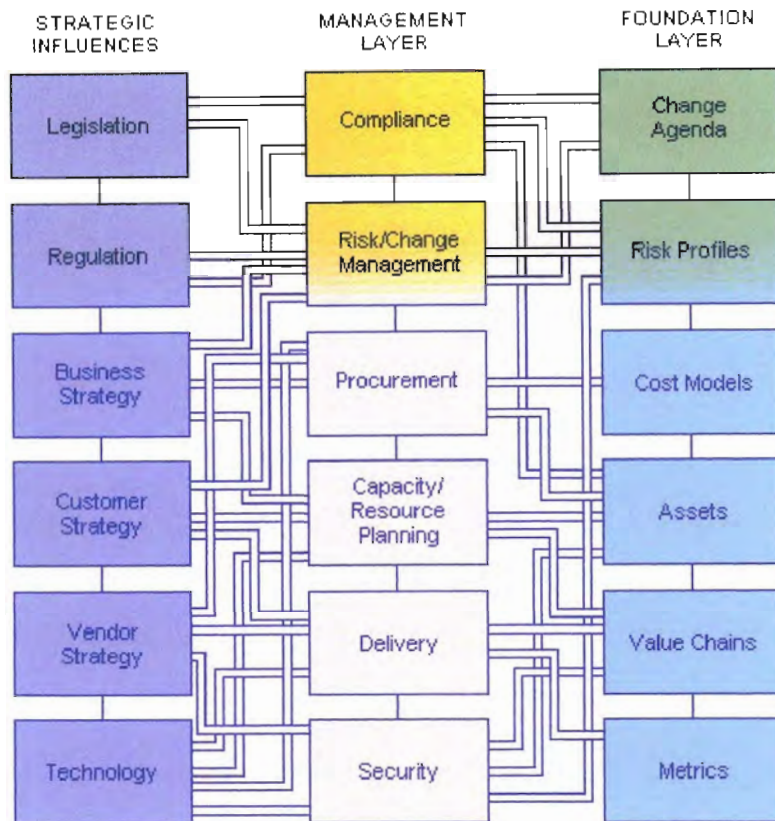 STRATEGIC
INFLUENCES
MANAGEMENT
LAYER
FOUNDATION
LAYER
Legislation
Compliance
Change
Agenda
Regulation
Risk/Change
Management
Risk Profiles
Business
Strategy
Procurement
Cost Models
Customer
Strategy
Capacity/
Resource
Planning
Assets
Vendor
Strategy
Delivery
Value Chains
Technology
Security
Metrics